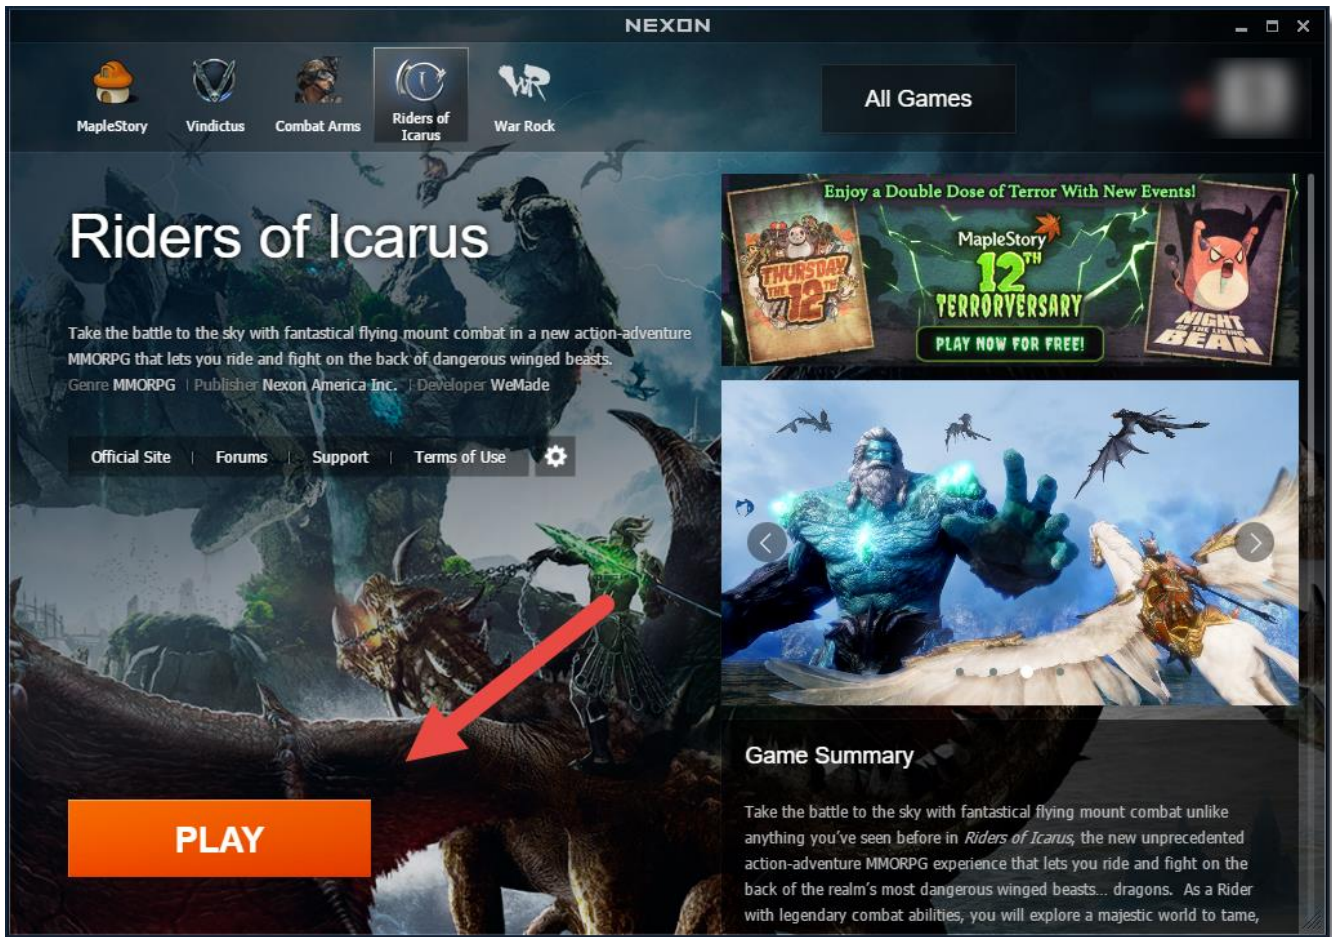 NEXON
MapleStory
Vindictus
Combat Arms
Riders of
Icarus
War Rock
All Games
Riders of Icarus
Take the battle to the sky with fantastical flying mount combat in a new action-adventure
MMORPG that lets you ride and fight on the back of dangerous winged beasts.
Genre MMORPG | Publisher Nexon America Inc. | Developer WeMade
Official Site | Forums | Support | Terms of Use
PLAY
Enjoy a Double Dose of Terror With New Events!
THURSDAY
THE 12TH
MapleStory
12TH
TERRORVERSARY
PLAY NOW FOR FREE!
NIGHT
OF THE LIVING
BEAN
Game Summary
Take the battle to the sky with fantastical flying mount combat unlike
anything you've seen before in Riders of Icarus, the new unprecedented
action-adventure MMORPG experience that lets you ride and fight on the
back of the realm's most dangerous winged beasts... dragons. As a Rider
with legendary combat abilities, you will explore a majestic world to tame,